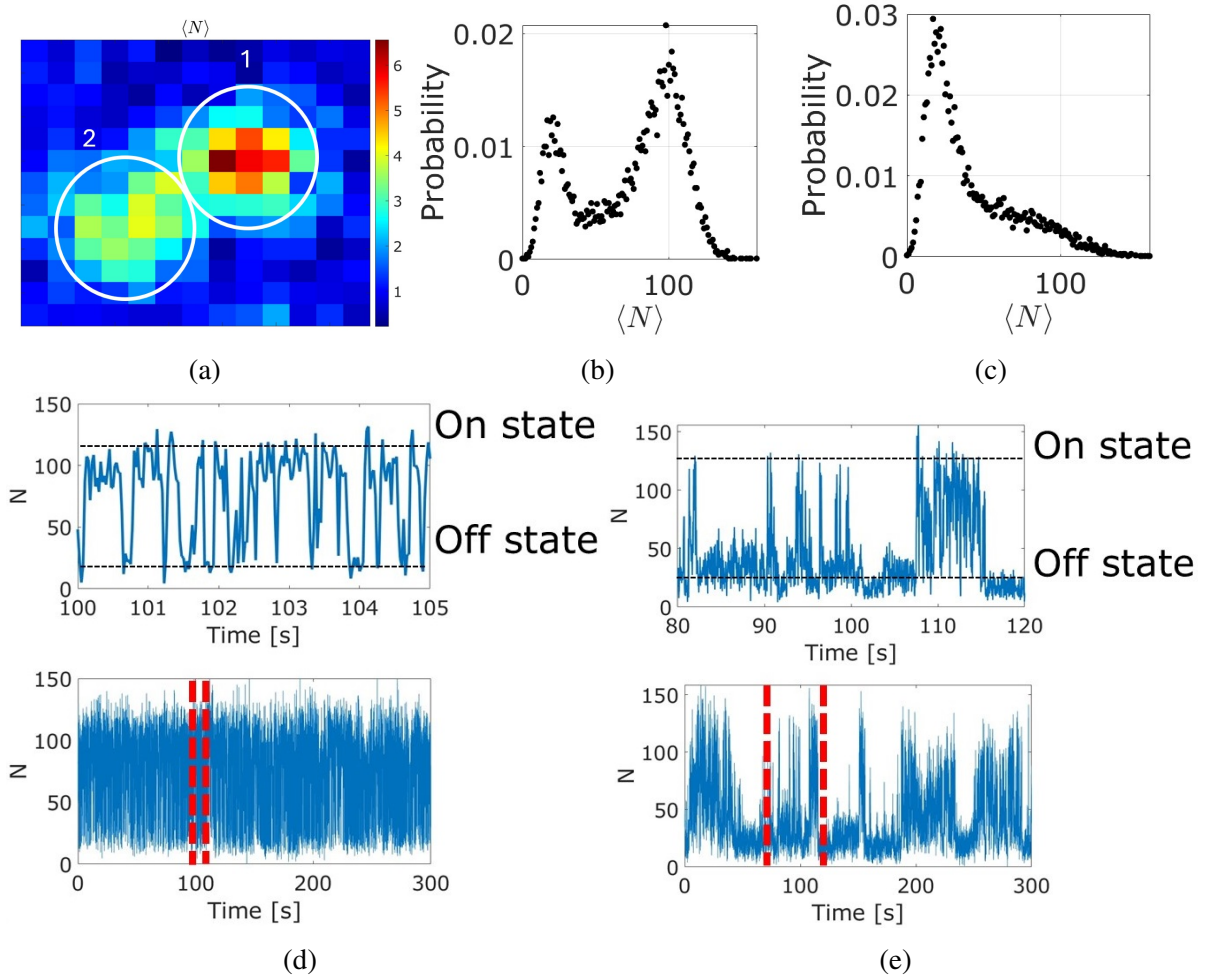 ⟨N⟩
1
2
6
5
4
3
2
1
(a)
Probability
0.02
0.01
0
0
100
⟨N⟩
(b)
Probability
0.03
0.02
0.01
0
0
100
⟨N⟩
(c)
N
150
100
50
0
On state
Off state
100
101
102
103
104
105
Time [s]
N
150
100
50
0
0
100
200
300
Time [s]
(d)
N
150
100
50
0
On state
Off state
80
90
100
110
120
Time [s]
N
150
100
50
0
0
100
200
300
Time [s]
(e)